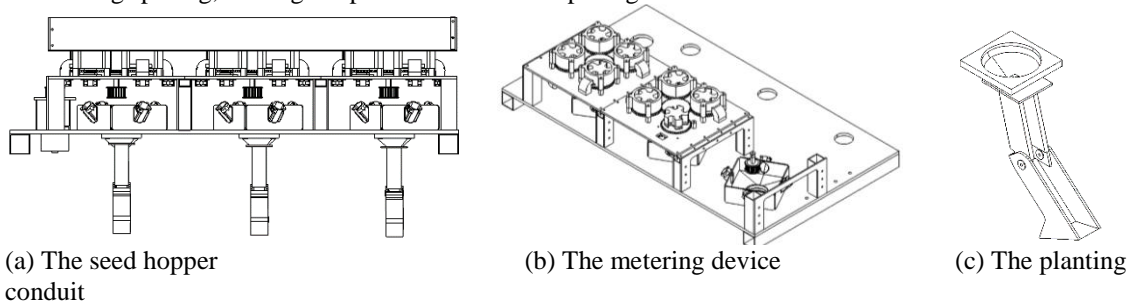 (a) The seed hopper (b) The metering device (c) The planting
conduit